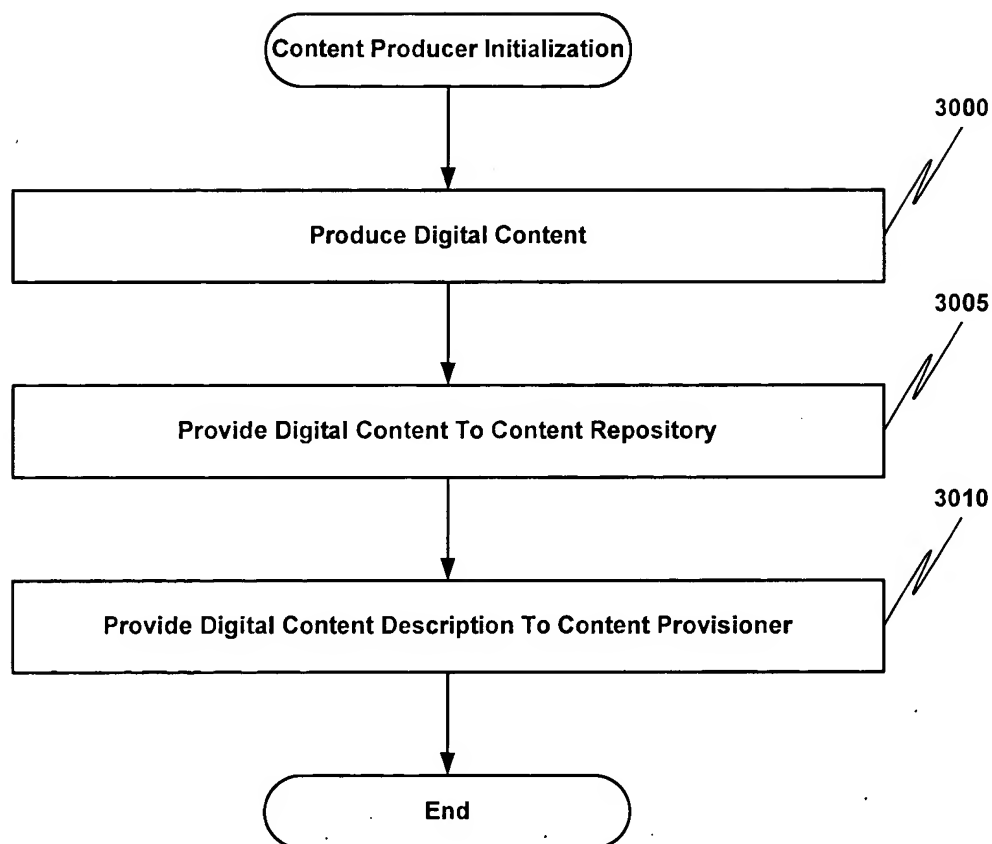 Content Producer Initialization
3000
Produce Digital Content
3005
Provide Digital Content To Content Repository
3010
Provide Digital Content Description To Content Provisioner
End